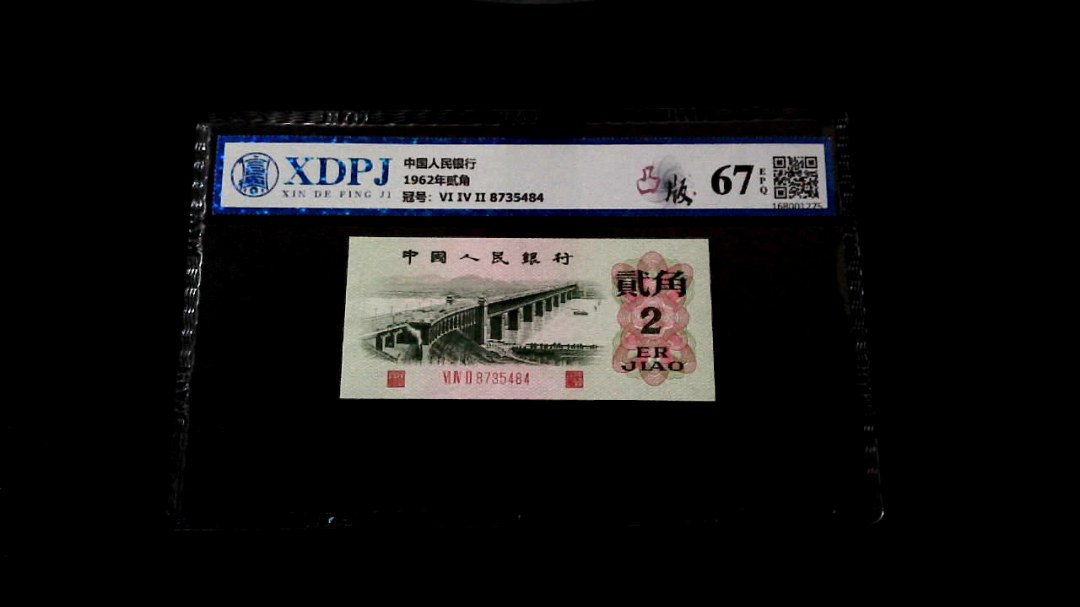 XDPJ
XIN DE PING JI
中国人民银行
1962年贰角
冠号：VI IV II 8735484
凸版
67
EPQ
168001275
中國人民銀行
貳角
2
ER
JIAO
VI IV II 8735484